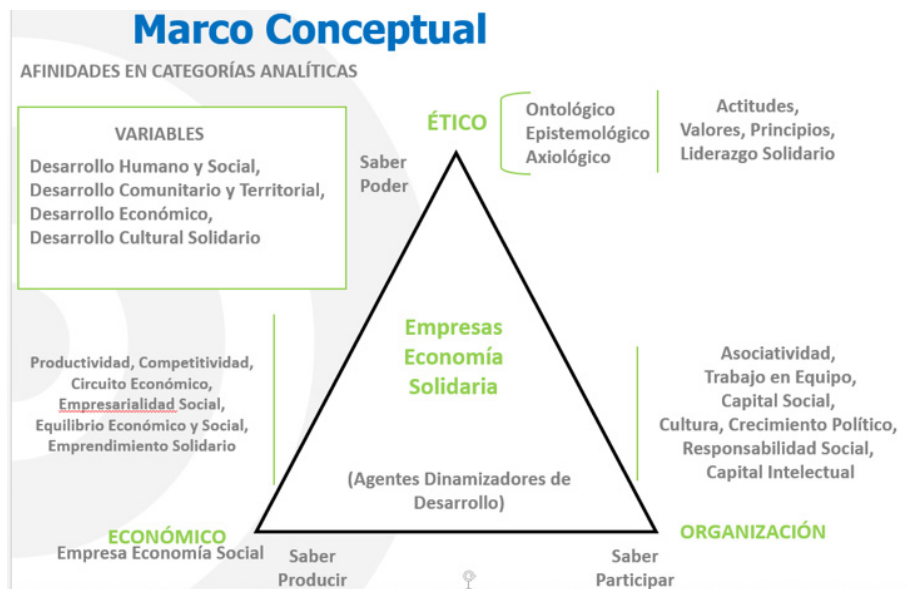 Marco Conceptual
AFINIDADES EN CATEGORÍAS ANALÍTICAS
VARIABLES
Desarrollo Humano y Social,
Desarrollo Comunitario y Territorial,
Desarrollo Económico,
Desarrollo Cultural Solidario
Saber
Poder
ÉTICO
Ontológico
Epistemológico
Axiológico
Actitudes,
Valores, Principios,
Liderazgo Solidario
Productividad, Competitividad,
Circuito Económico,
Empresarialidad Social,
Equilibrio Económico y Social,
Emprendimiento Solidario
Empresas
Economía
Solidaria
(Agentes Dinamizadores de
Desarrollo)
Asociatividad,
Trabajo en Equipo,
Capital Social,
Cultura, Crecimiento Político,
Responsabilidad Social,
Capital Intelectual
ECONÓMICO
Empresa Economía Social
Saber
Producir
Saber
Participar
ORGANIZACIÓN